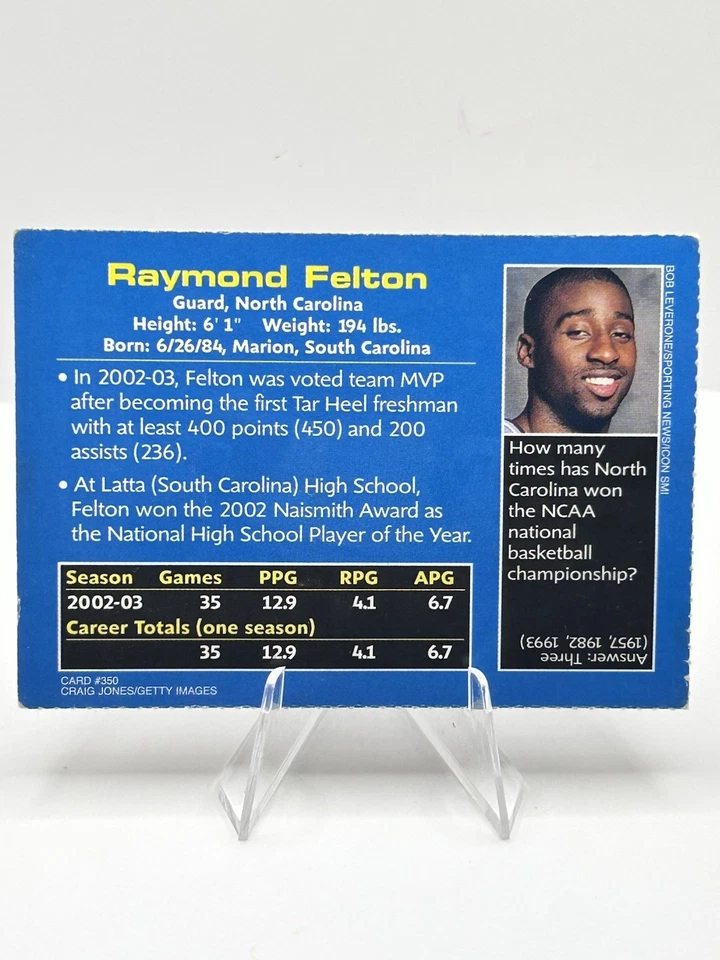 Raymond Felton
Guard, North Carolina
Height: 6' 1" Weight: 194 lbs.
Born: 6/26/84, Marion, South Carolina
• In 2002-03, Felton was voted team MVP
after becoming the first Tar Heel freshman
with at least 400 points (450) and 200
assists (236).
• At Latta (South Carolina) High School,
Felton won the 2002 Naismith Award as
the National High School Player of the Year.
Season Games PPG RPG APG
2002-03 35 12.9 4.1 6.7
Career Totals (one season)
35 12.9 4.1 6.7
CARD #350
CRAIG JONES/GETTY IMAGES
BOB LEVERONE/SPORTING NEWS/ICON SMI
How many
times has North
Carolina won
the NCAA
national
basketball
championship?
Answer: Three
(1957, 1982, 1993)